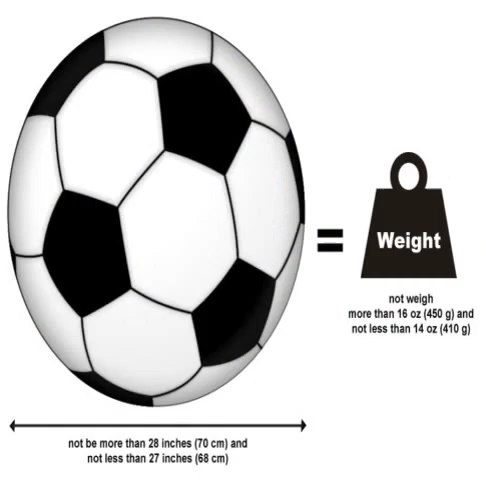 Weight
not weigh
more than 16 oz (450 g) and
not less than 14 oz (410 g)
not be more than 28 inches (70 cm) and
not less than 27 inches (68 cm)